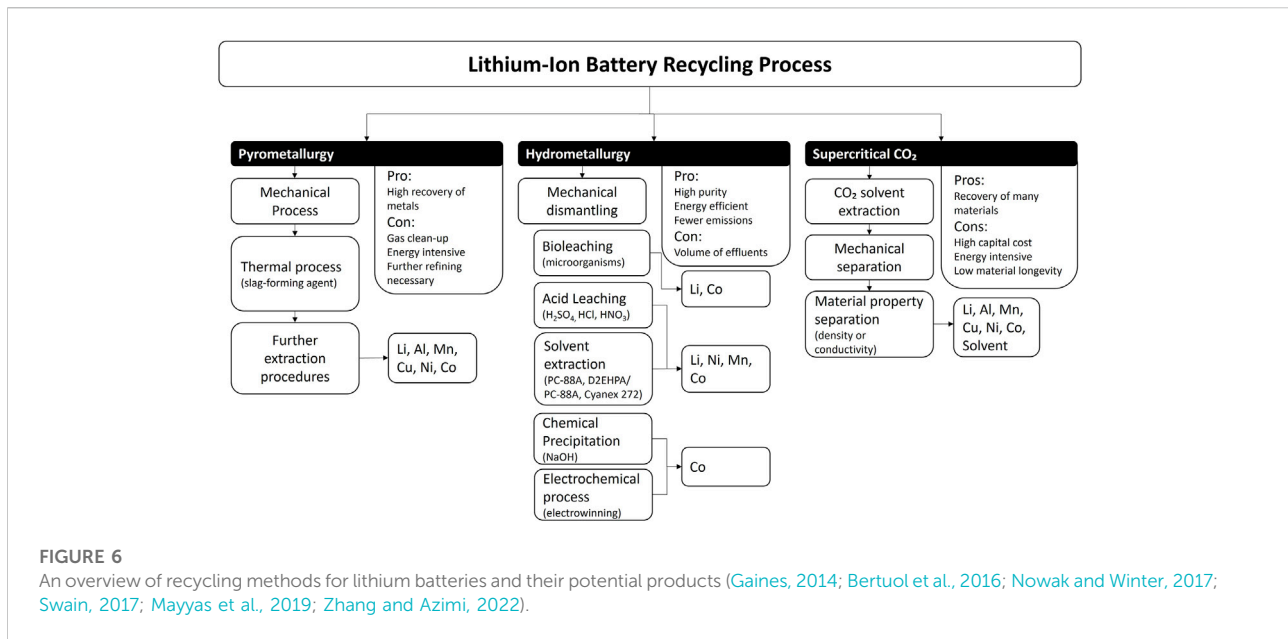 Lithium-Ion Battery Recycling Process
Pyrometallurgy
Mechanical
Process
Thermal process
(slag-forming agent)
Further
extraction
procedures
Pro:
High recovery of
metals
Con:
Gas clean-up
Energy intensive
Further refining
necessary
Li, Al, Mn,
Cu, Ni, Co
Hydrometallurgy
Mechanical
dismantling
Pro:
High purity
Energy efficient
Fewer emissions
Con:
Volume of effluents
Bioleaching
(microorganisms)
Li, Co
Acid Leaching
(H₂SO₄, HCl, HNO₃)
Solvent
extraction
(PC-88A, D2EHPA/
PC-88A, Cyanex 272)
Li, Ni, Mn,
Co
Chemical
Precipitation
(NaOH)
Electrochemical
process
(electrowinning)
Co
Supercritical CO₂
CO₂ solvent
extraction
Mechanical
separation
Material property
separation
(density or
conductivity)
Pros:
Recovery of many
materials
Cons:
High capital cost
Energy intensive
Low material longevity
Li, Al, Mn,
Cu, Ni, Co,
Solvent
FIGURE 6
An overview of recycling methods for lithium batteries and their potential products (Gaines, 2014; Bertuol et al., 2016; Nowak and Winter, 2017;
Swain, 2017; Mayyas et al., 2019; Zhang and Azimi, 2022).